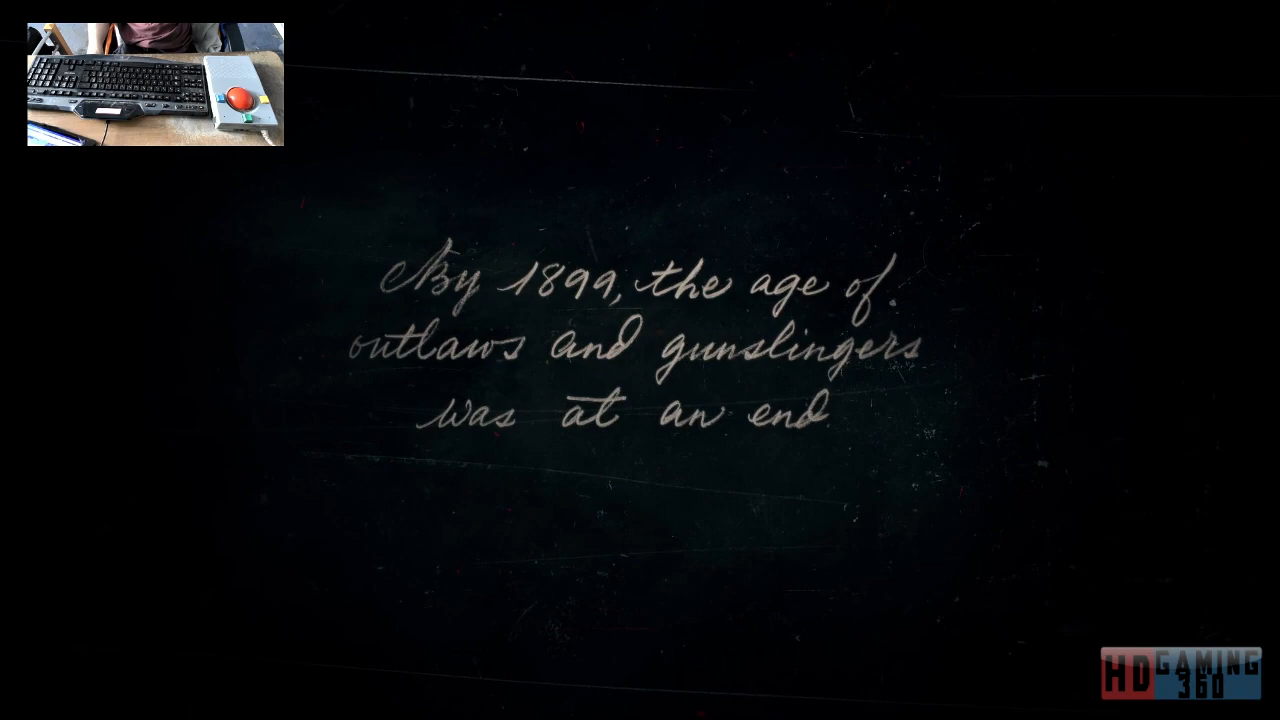 By 1899, the age of
outlaws and gunslingers
was at an end
HD GAMING
360